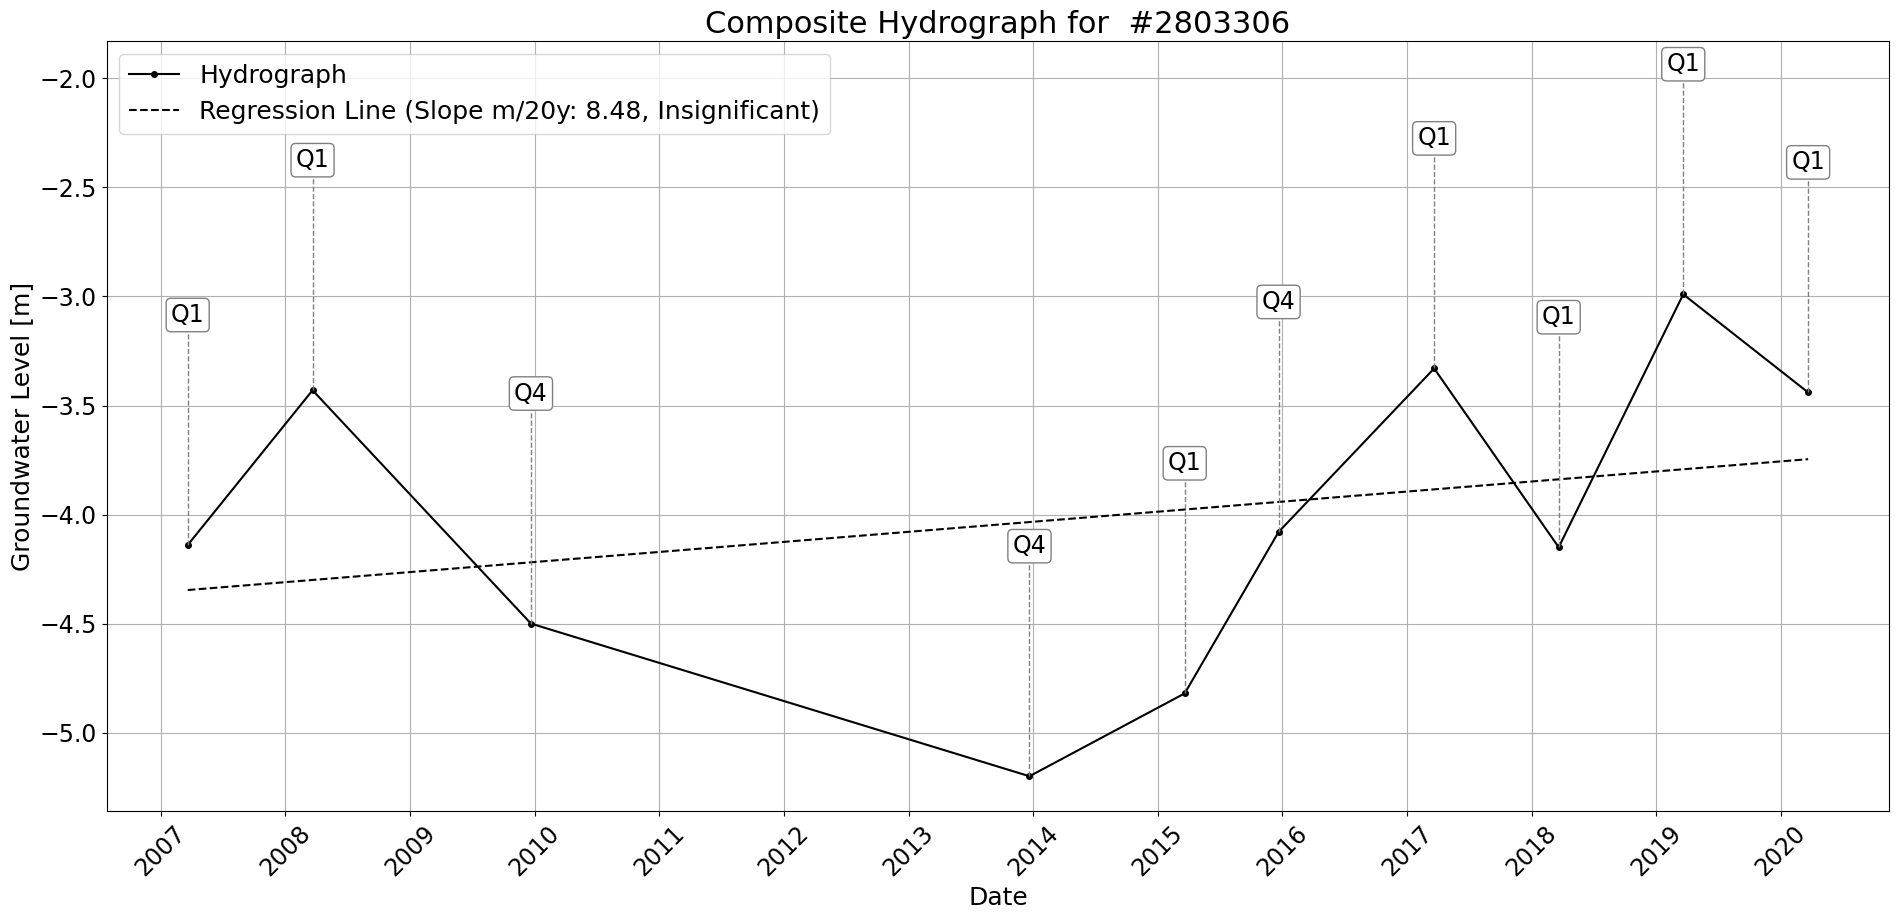 Composite Hydrograph for  #2803306
Hydrograph
Regression Line (Slope m/20y: 8.48, Insignificant)
Groundwater Level [m]
−2.0
−2.5
−3.0
−3.5
−4.0
−4.5
−5.0
Q1
Q1
Q4
Q4
Q1
Q4
Q1
Q1
Q1
Q1
2007
2008
2009
2010
2011
2012
2013
2014
2015
2016
2017
2018
2019
2020
Date